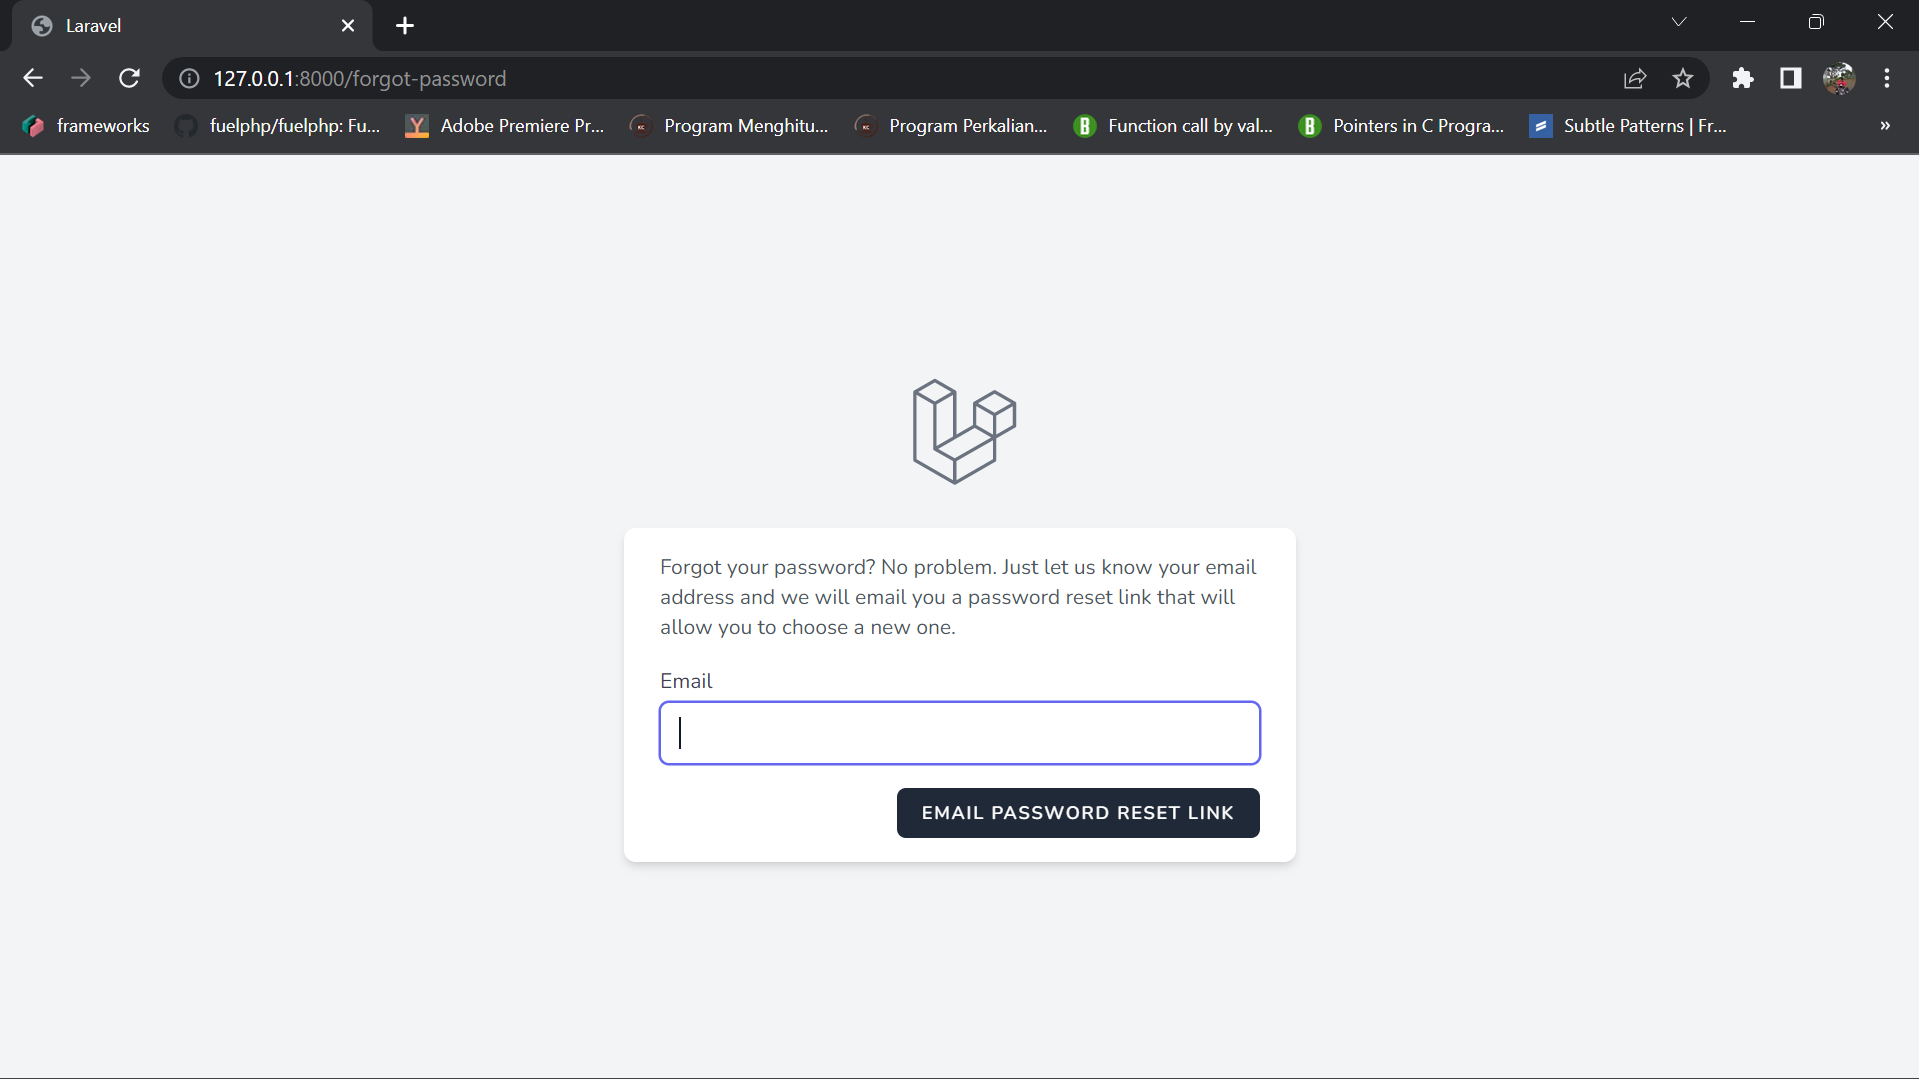 Laravel
127.0.0.1:8000/forgot-password
frameworks
fuelphp/fuelphp: Fu...
Adobe Premiere Pr...
Program Menghitu...
Program Perkalian...
Function call by val...
Pointers in C Progra...
Subtle Patterns | Fr...
Forgot your password? No problem. Just let us know your email
address and we will email you a password reset link that will
allow you to choose a new one.
Email
EMAIL PASSWORD RESET LINK